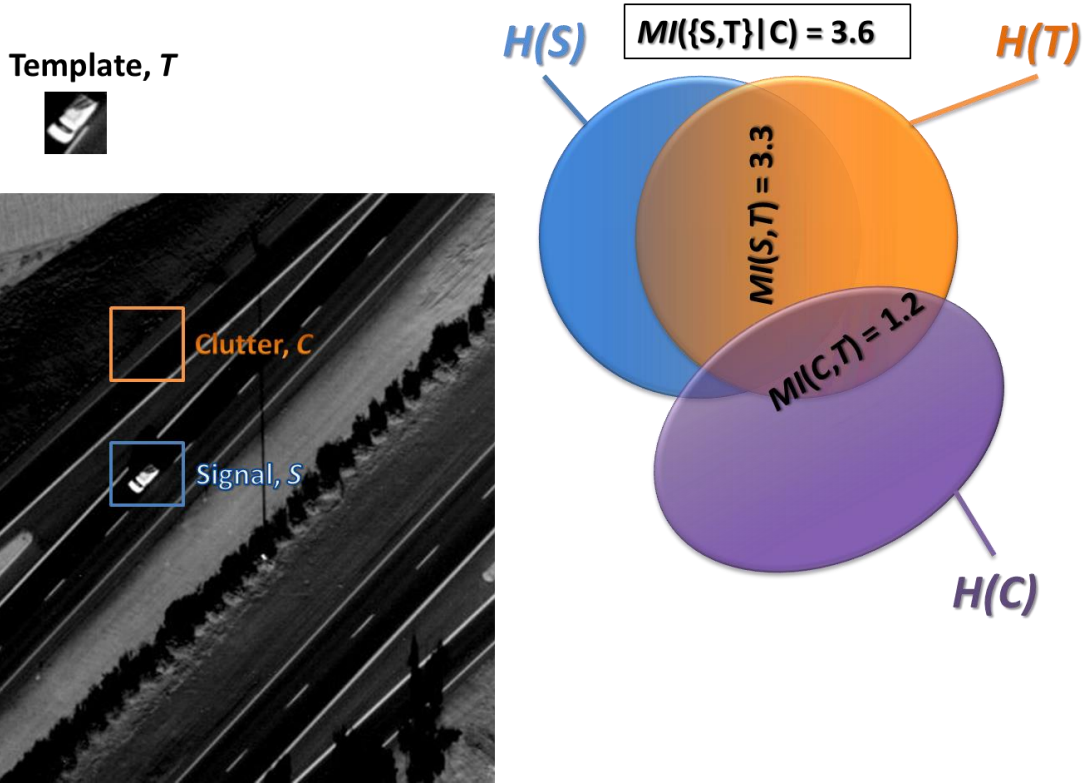 Template, T
Clutter, C
Signal, S
MI({S,T}|C) = 3.6
H(S)
H(T)
MI(S,T) = 3.3
MI(C,T) = 1.2
H(C)